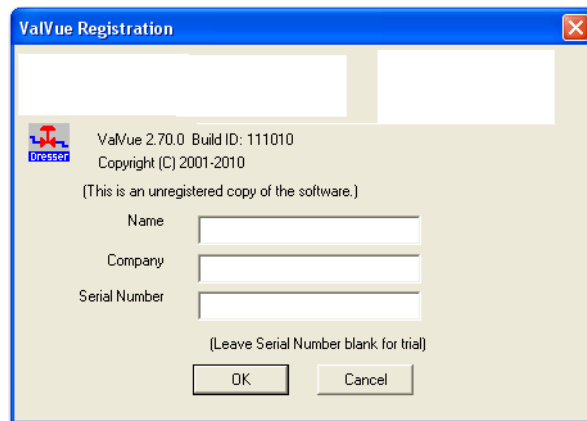 ValVue Registration
ValVue 2.70.0 Build ID: 111010
Dresser
Copyright (C) 2001-2010
(This is an unregistered copy of the software.)
Name
Company
Serial Number
(Leave Serial Number blank for trial)
OK Cancel